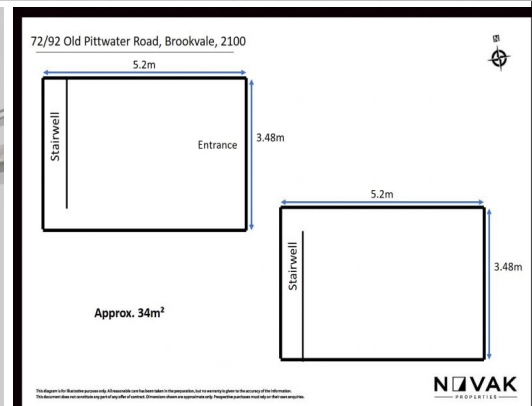 72/92 Old Pittwater Road, Brookvale, 2100
N
5.2m
Stairwell
Entrance
3.48m
5.2m
Stairwell
3.48m
Approx. 34m²
This diagram is for illustrative purpose only. All reasonable care has been taken in the preparation, but no warranty is given to the accuracy of the information.
This document does not constitute any part of any offer of contract. Dimensions shown are approximate only. Prospective purchasers must rely on their own enquiries.
NOVAK
PROPERTIES